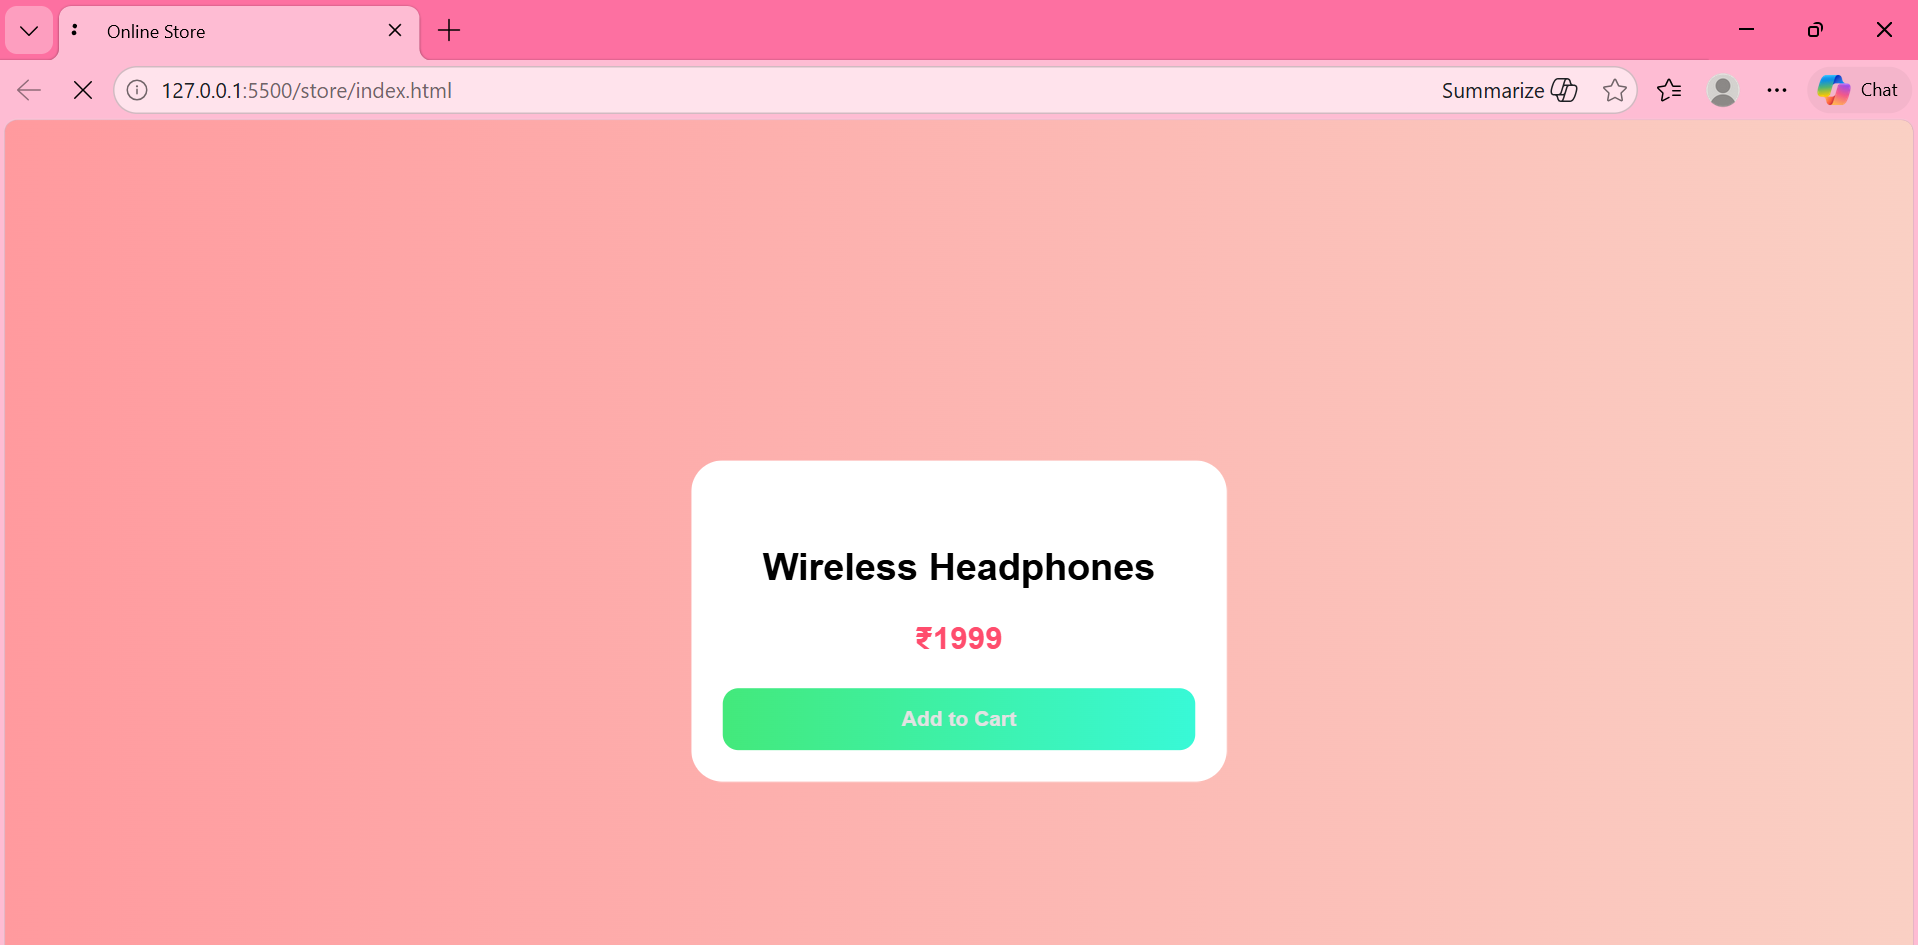 Online Store
127.0.0.1:5500/store/index.html
Summarize
Chat
Wireless Headphones
₹1999
Add to Cart